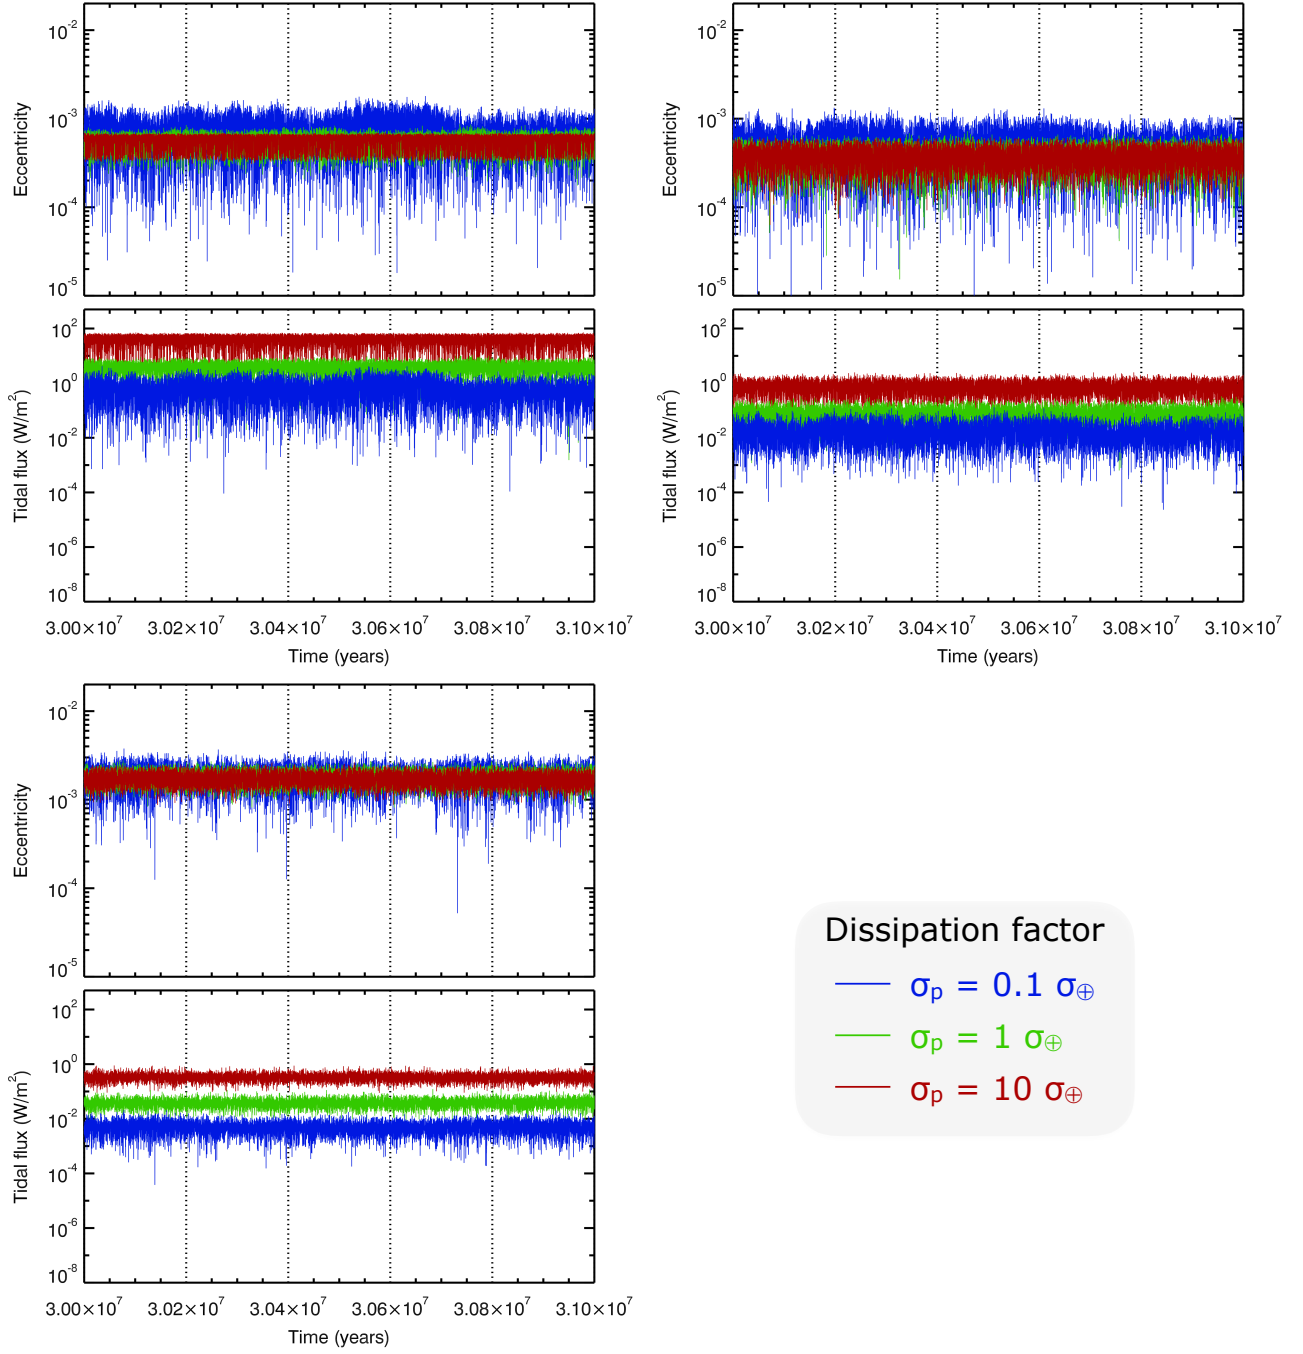 Eccentricity
10⁻²
10⁻³
10⁻⁴
10⁻⁵
Tidal flux (W/m²)
10²
10⁰
10⁻²
10⁻⁴
10⁻⁶
10⁻⁸
3.00×10⁷ 3.02×10⁷ 3.04×10⁷ 3.06×10⁷ 3.08×10⁷ 3.10×10⁷
Time (years)
Eccentricity
10⁻²
10⁻³
10⁻⁴
10⁻⁵
Tidal flux (W/m²)
10²
10⁰
10⁻²
10⁻⁴
10⁻⁶
10⁻⁸
3.00×10⁷ 3.02×10⁷ 3.04×10⁷ 3.06×10⁷ 3.08×10⁷ 3.10×10⁷
Time (years)
Eccentricity
10⁻²
10⁻³
10⁻⁴
10⁻⁵
Tidal flux (W/m²)
10²
10⁰
10⁻²
10⁻⁴
10⁻⁶
10⁻⁸
3.00×10⁷ 3.02×10⁷ 3.04×10⁷ 3.06×10⁷ 3.08×10⁷ 3.10×10⁷
Time (years)
Dissipation factor
σₚ = 0.1 σ⊕
σₚ = 1 σ⊕
σₚ = 10 σ⊕